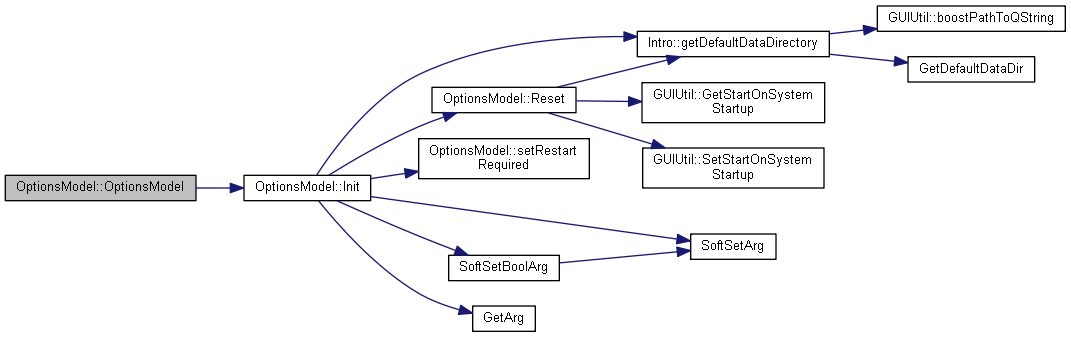 GUIUtil::boostPathToQString
Intro::getDefaultDataDirectory
GetDefaultDataDir
OptionsModel::Reset
GUIUtil::GetStartOnSystem
Startup
OptionsModel::setRestart
Required
GUIUtil::SetStartOnSystem
Startup
OptionsModel::OptionsModel
OptionsModel::Init
SoftSetArg
SoftSetBoolArg
GetArg